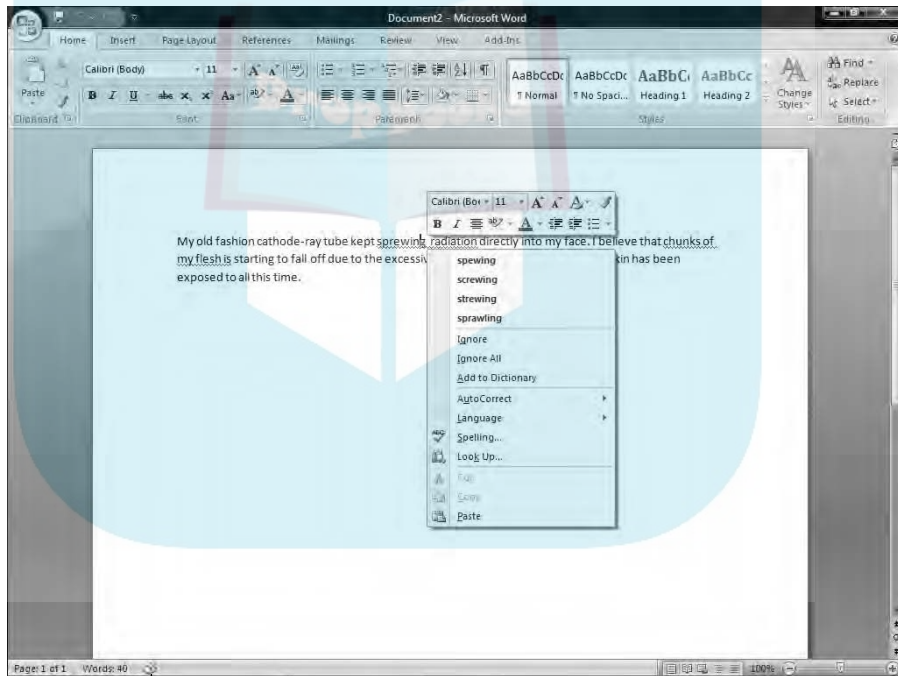 Document2 - Microsoft Word
Home Insert Page Layout References Mailings Review View Add-Ins
Calibri (Body) 11
AaBbCcDc AaBbCcDc AaBbC AaBbCc
¶ Normal ¶ No Spaci... Heading 1 Heading 2
Change Styles
Find
Replace
Select
Paste
B I U abc x, x' Aa A
Clipboard Font Paragraph Styles Editing
Calibri (Bo 11 A A
B I A
My old fashion cathode-ray tube kept sprewing radiation directly into my face. I believe that chunks of
my flesh is starting to fall off due to the kin has been
exposed to all this time.
spewing
screwing
strewing
sprawling
Ignore
Ignore All
Add to Dictionary
AutoCorrect
Language
Spelling...
Look Up...
Cut
Copy
Paste
Page: 1 of 1 Words: 40 100%